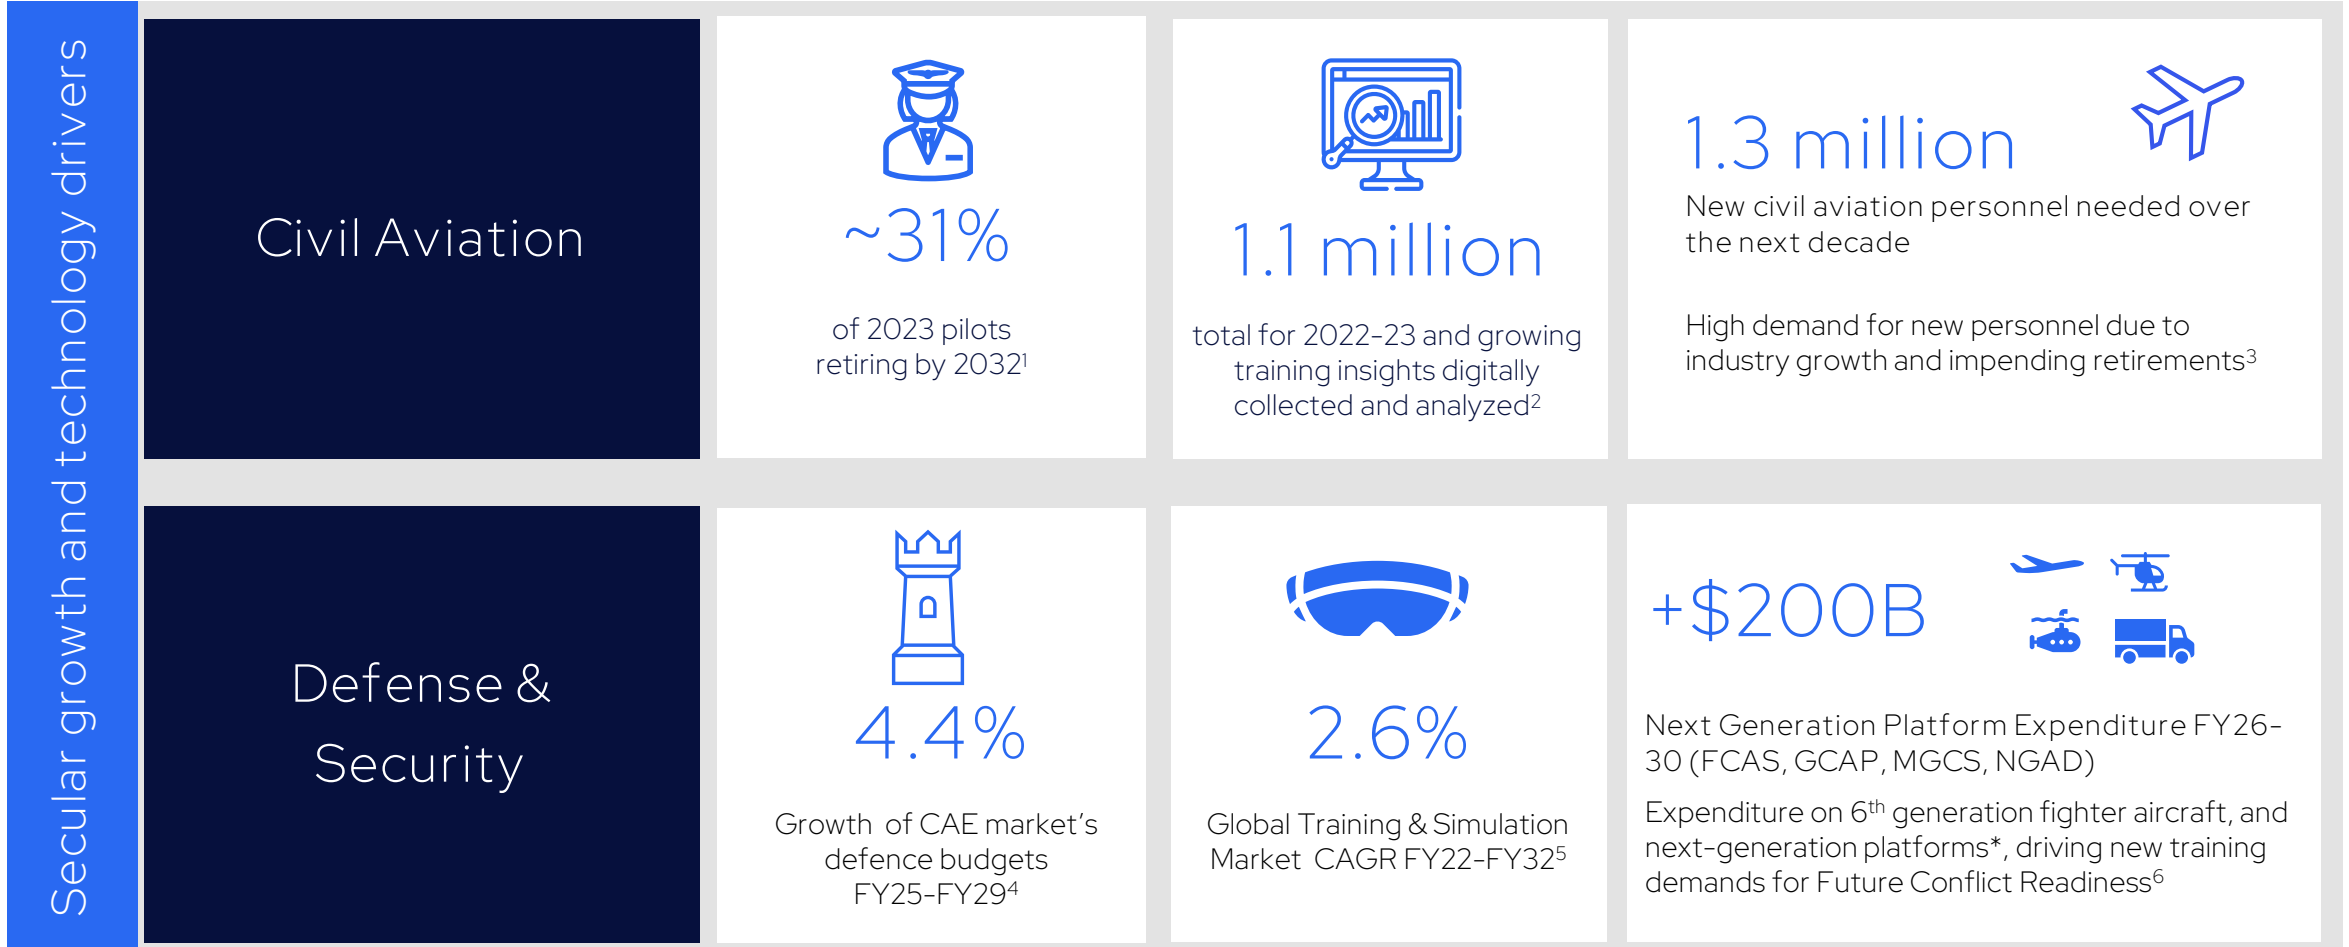 Secular growth and technology drivers
Civil Aviation
~31%
of 2023 pilots
retiring by 2032¹
1.1 million
total for 2022-23 and growing
training insights digitally
collected and analyzed²
1.3 million
New civil aviation personnel needed over
the next decade
High demand for new personnel due to
industry growth and impending retirements³
Defense &
Security
4.4%
Growth of CAE market’s
defence budgets
FY25-FY29⁴
2.6%
Global Training & Simulation
Market CAGR FY22-FY32⁵
+$200B
Next Generation Platform Expenditure FY26-
30 (FCAS, GCAP, MGCS, NGAD)
Expenditure on 6th generation fighter aircraft, and
next-generation platforms*, driving new training
demands for Future Conflict Readiness⁶